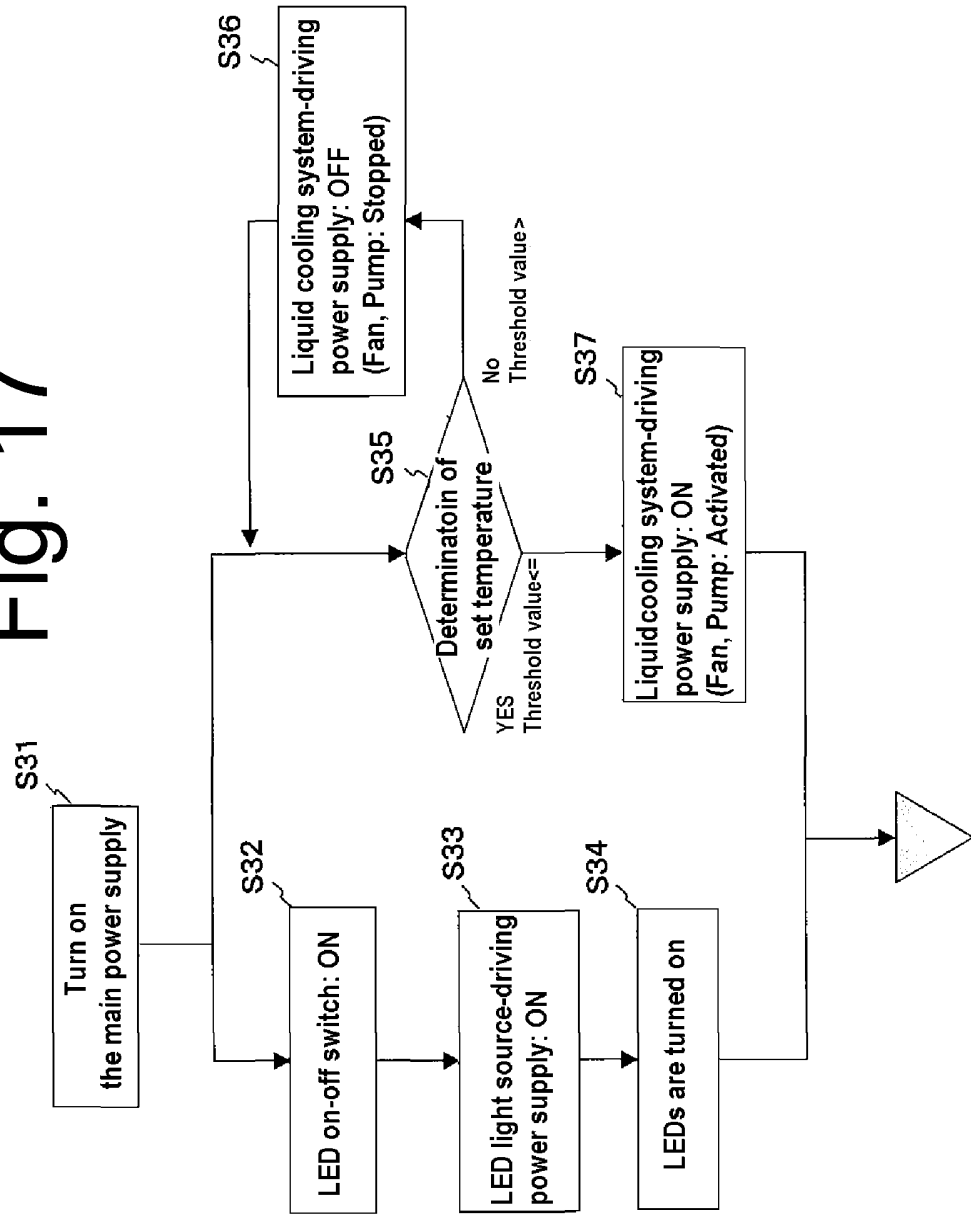 Fig. 17
S31
Turn on
the main power supply
S32
LED on-off switch: ON
S33
LED light source-driving
power supply: ON
S34
LEDs are turned on
S35
Determinatoin of
set temperature
YES
Threshold value<=
No
Threshold value>
S36
Liquid cooling system-driving
power supply: OFF
(Fan, Pump: Stopped)
S37
Liquid cooling system-driving
power supply: ON
(Fan, Pump: Activated)